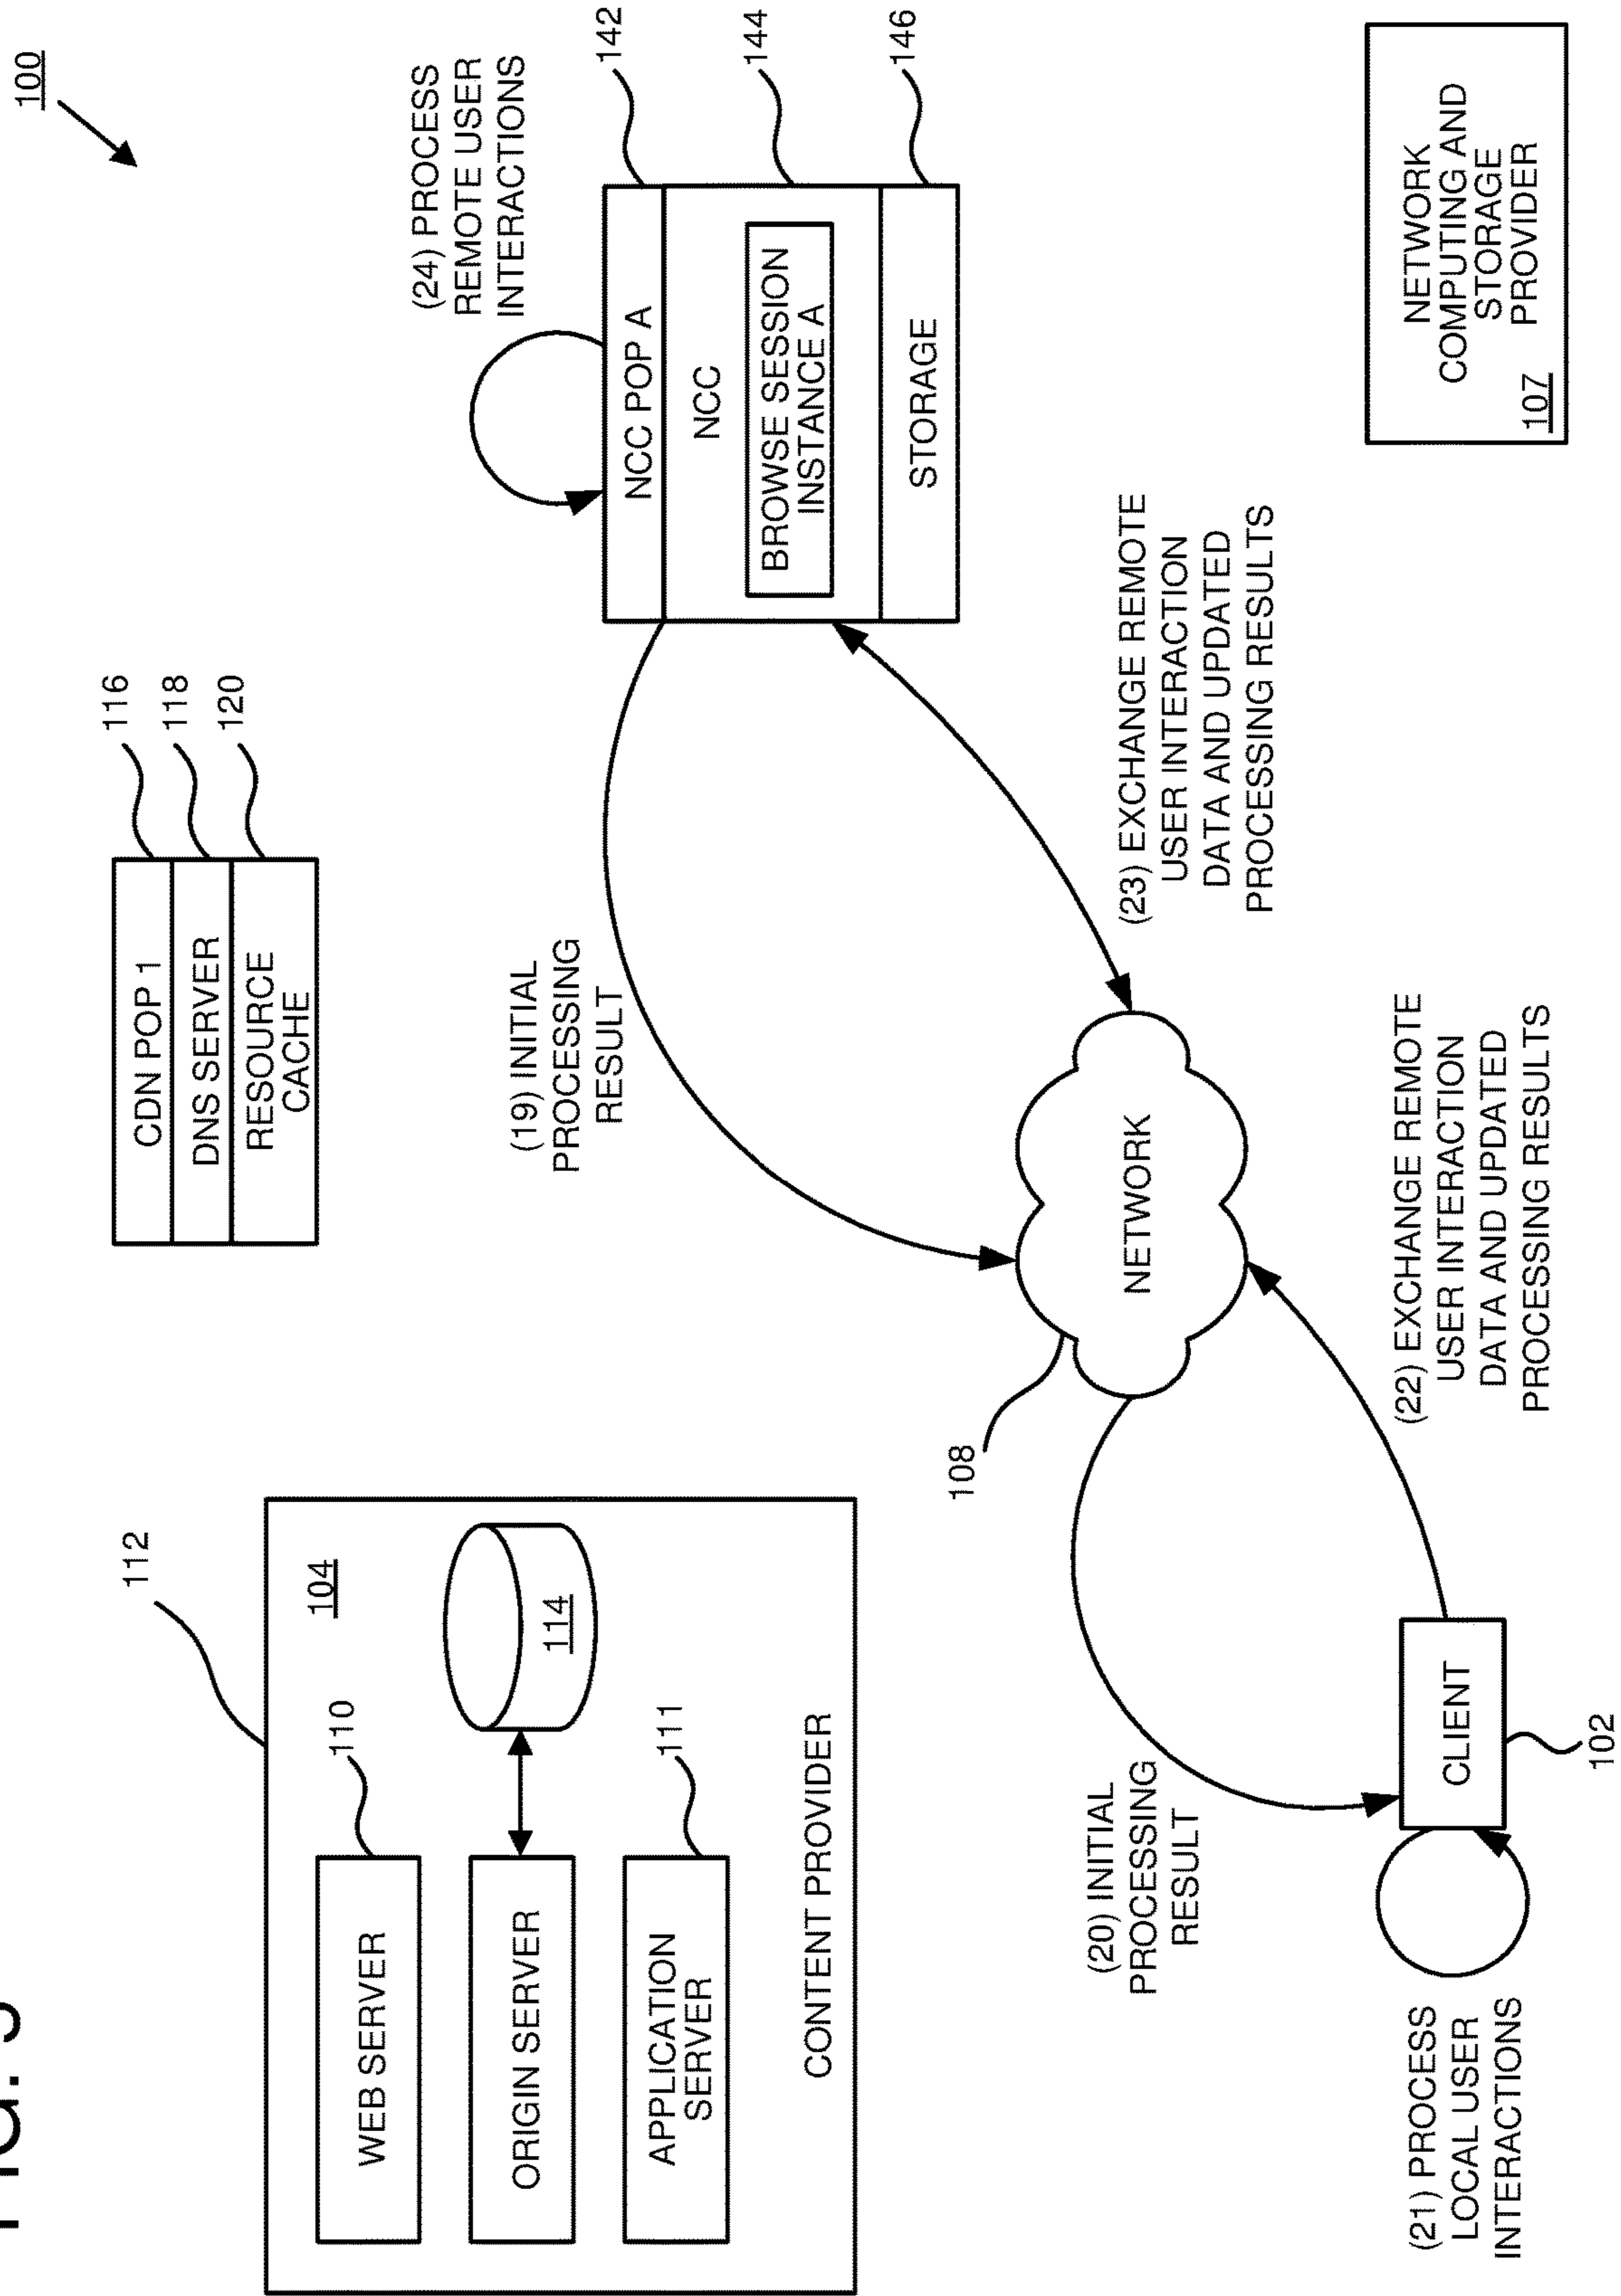 100
112
104
WEB SERVER
110
ORIGIN SERVER
114
APPLICATION
SERVER
111
CONTENT PROVIDER
CDN POP 1
DNS SERVER
RESOURCE
CACHE
116
118
120
(24) PROCESS
REMOTE USER
INTERACTIONS
NCC POP A
NCC
BROWSE SESSION
INSTANCE A
STORAGE
142
144
146
(19) INITIAL
PROCESSING
RESULT
108
NETWORK
(23) EXCHANGE REMOTE
USER INTERACTION
DATA AND UPDATED
PROCESSING RESULTS
(20) INITIAL
PROCESSING
RESULT
(22) EXCHANGE REMOTE
USER INTERACTION
DATA AND UPDATED
PROCESSING RESULTS
CLIENT
102
(21) PROCESS
LOCAL USER
INTERACTIONS
NETWORK
COMPUTING AND
STORAGE
PROVIDER
107